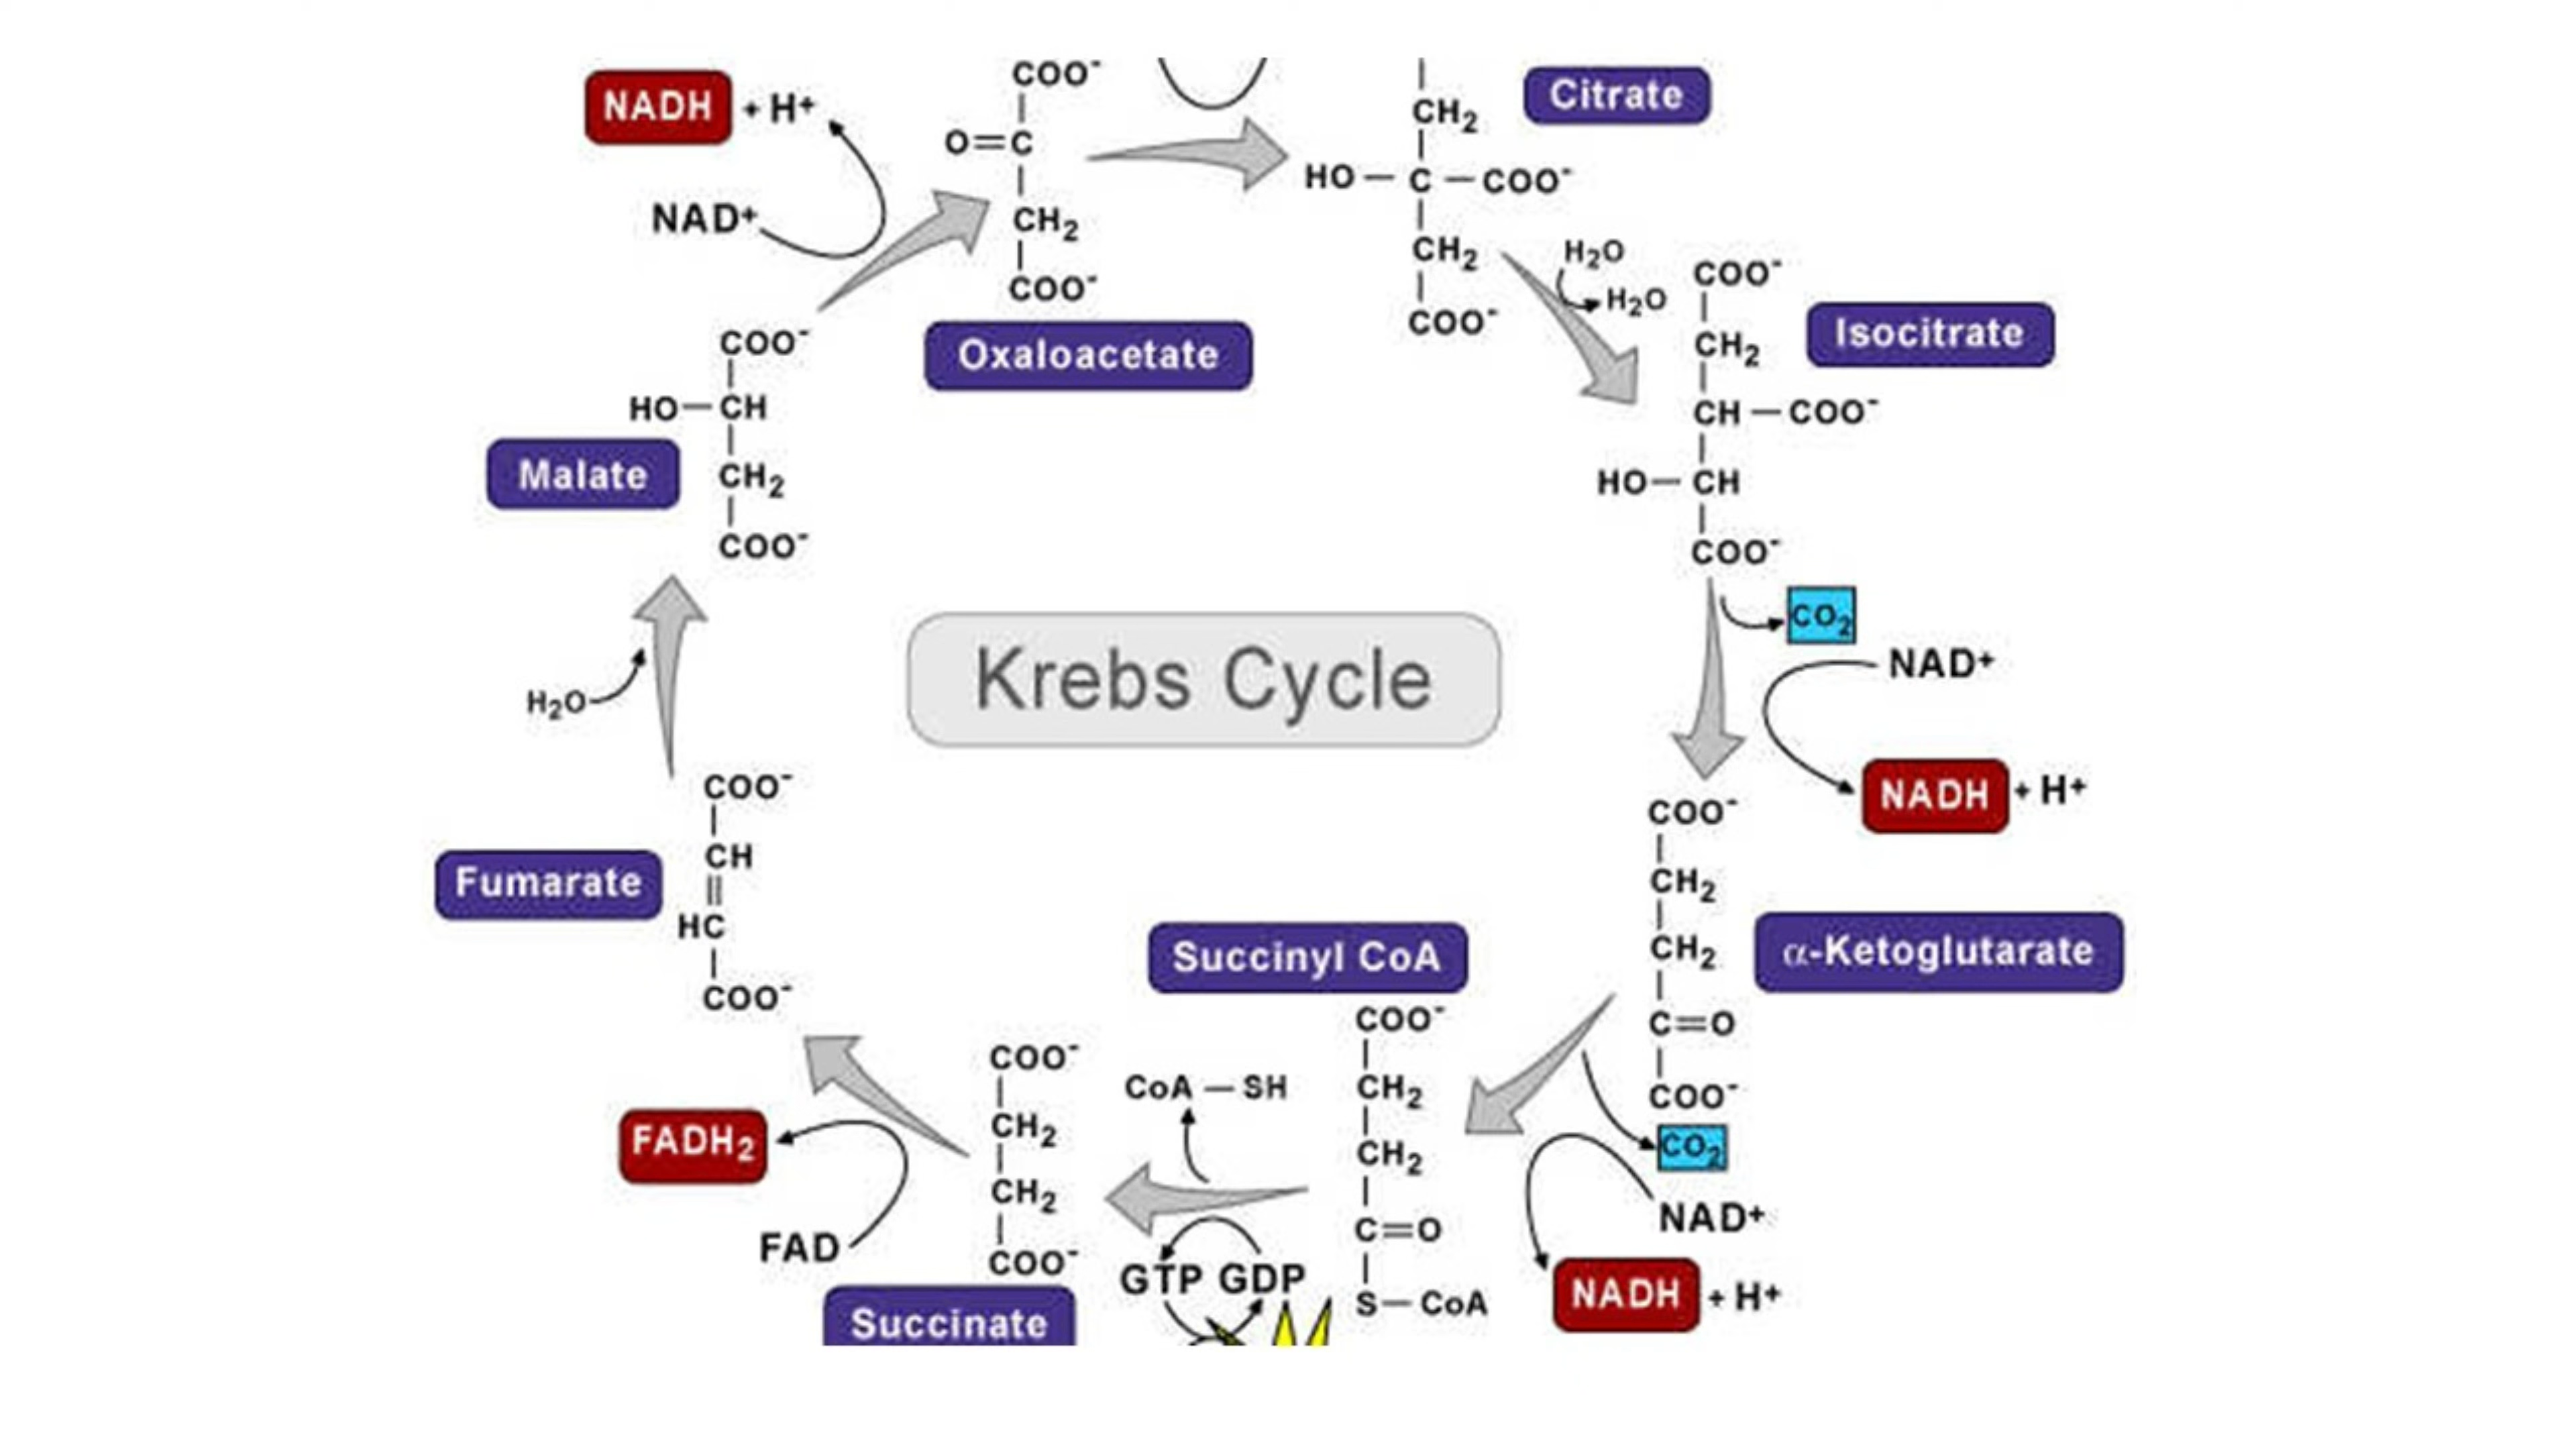 NADH + H+
NAD+
COO-
O=C
CH2
COO-
Oxaloacetate
CH2
HO – C – COO-
CH2
COO-
Citrate
H2O
H2O
COO-
CH2
CH – COO-
HO – CH
COO-
Isocitrate
CO2
NAD+
NADH + H+
COO-
CH2
CH2
C=O
COO-
α-Ketoglutarate
CO2
NAD+
NADH + H+
Succinyl CoA
COO-
CH2
CH2
C=O
S – CoA
CoA – SH
GTP GDP
COO-
CH2
CH2
COO-
Succinate
FADH2
FAD
COO-
CH
HC
COO-
Fumarate
H2O
COO-
HO – CH
CH2
COO-
Malate
Krebs Cycle